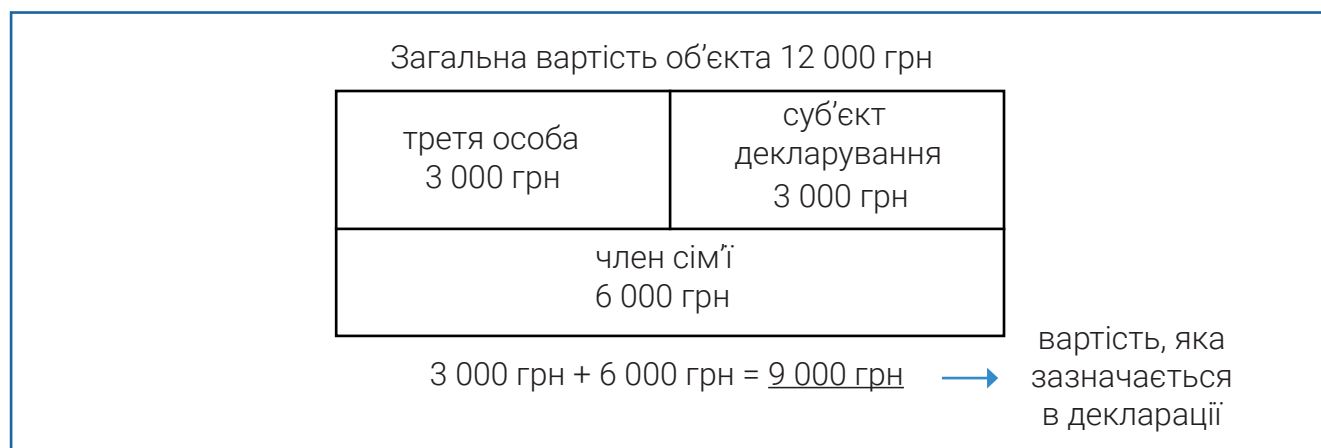 Загальна вартість об’єкта 12 000 грн
третя особа
3 000 грн
суб’єкт
декларування
3 000 грн
член сім’ї
6 000 грн
3 000 грн + 6 000 грн = 9 000 грн
вартість, яка
зазначається
в декларації